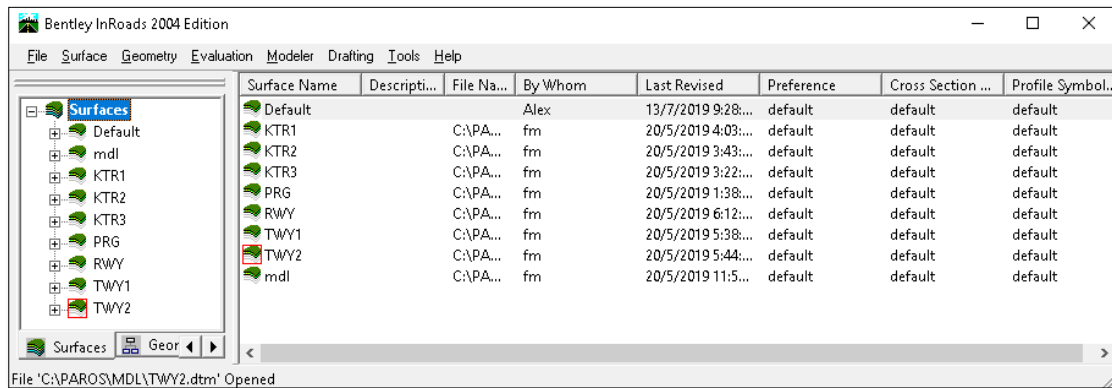 Bentley InRoads 2004 Edition
File Surface Geometry Evaluation Modeler Drafting Tools Help
Surfaces
Default
mdl
KTR1
KTR2
KTR3
PRG
RWY
TWY1
TWY2
Surfaces Geor
Surface Name Descripti... File Na... By Whom Last Revised Preference Cross Section ... Profile Symbol...
Default Alex 13/7/2019 9:28:... default default default
KTR1 C:\PA... fm 20/5/2019 4:03:... default default default
KTR2 C:\PA... fm 20/5/2019 3:43:... default default default
KTR3 C:\PA... fm 20/5/2019 3:22:... default default default
PRG C:\PA... fm 20/5/2019 1:38:... default default default
RWY C:\PA... fm 20/5/2019 6:12:... default default default
TWY1 C:\PA... fm 20/5/2019 5:38:... default default default
TWY2 C:\PA... fm 20/5/2019 5:44:... default default default
mdl C:\PA... fm 20/5/2019 11:5... default default default
File 'C:\PAROS\MDL\TWY2.dtm' Opened